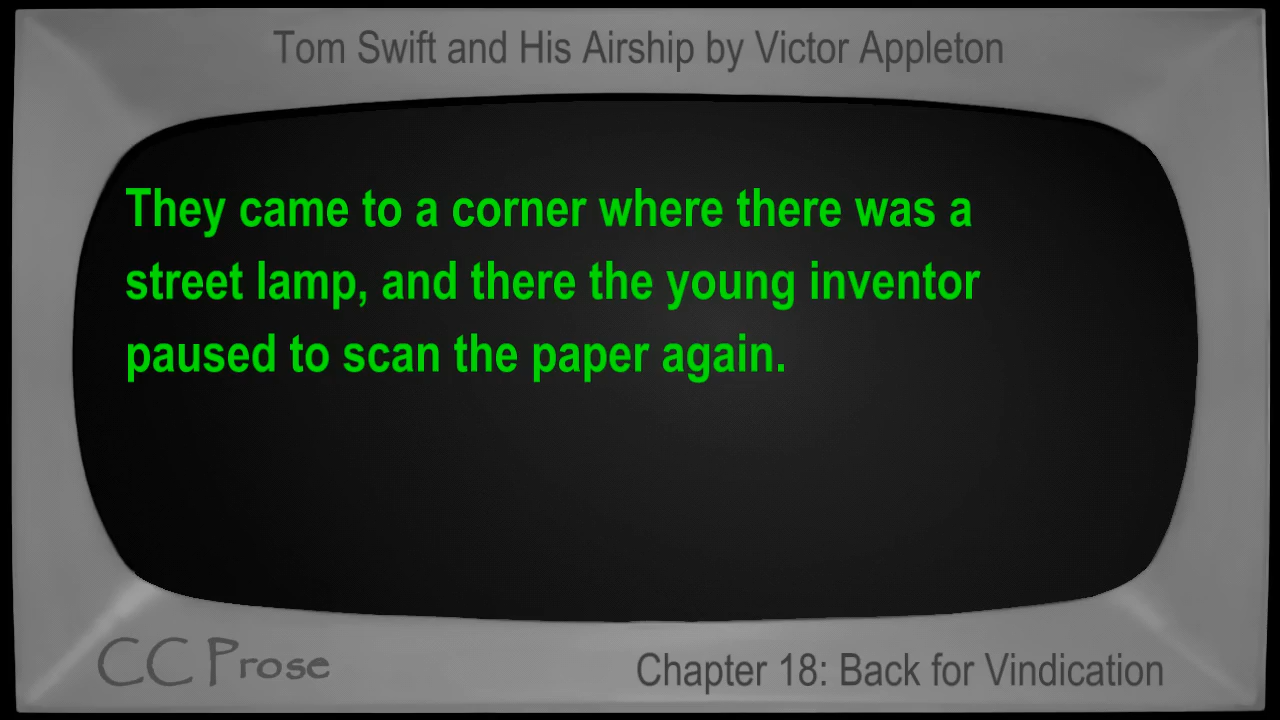 Tom Swift and His Airship by Victor Appleton
They came to a corner where there was a
street lamp, and there the young inventor
paused to scan the paper again.
CC Prose
Chapter 18: Back for Vindication